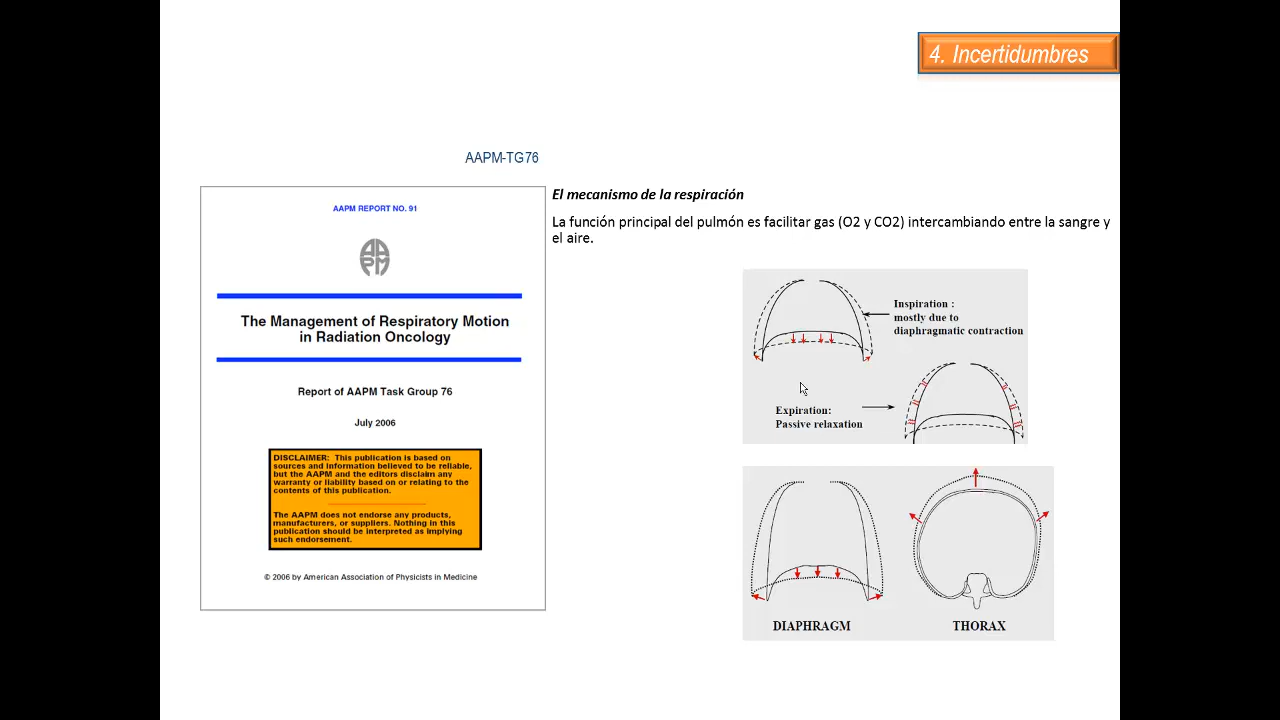 4. Incertidumbres
AAPM-TG76
AAPM REPORT NO. 91
AAPM
The Management of Respiratory Motion
in Radiation Oncology
Report of AAPM Task Group 76
July 2006
DISCLAIMER: This publication is based on
sources and information believed to be reliable,
but the AAPM and the editors disclaim any
warranty or liability based on or relating to the
contents of this publication.
The AAPM does not endorse any products,
manufacturers, or suppliers. Nothing in this
publication should be interpreted as implying
such endorsement.
© 2006 by American Association of Physicists in Medicine
El mecanismo de la respiración
La función principal del pulmón es facilitar gas (O2 y CO2) intercambiando entre la sangre y
el aire.
Inspiration :
mostly due to
diaphragmatic contraction
Expiration:
Passive relaxation
DIAPHRAGM
THORAX